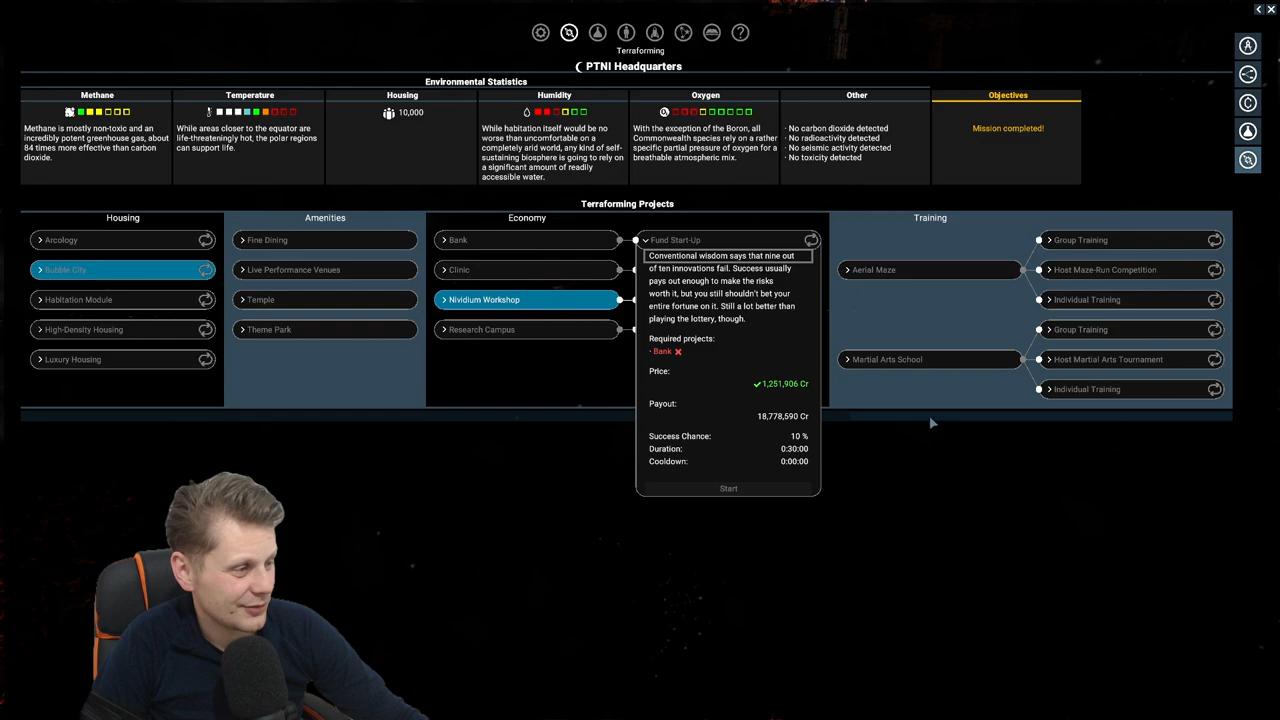 Terraforming
PTNI Headquarters
Environmental Statistics
Methane
Methane is mostly non-toxic and an
incredibly potent greenhouse gas, about
84 times more effective than carbon
dioxide.
Temperature
While areas closer to the equator are
life-threateningly hot, the polar regions
can support life.
Housing
10,000
Humidity
While habitation itself would be no
worse than uncomfortable on a
completely arid world, any kind of self-
sustaining biosphere is going to rely on
a significant amount of readily
accessible water.
Oxygen
With the exception of the Boron, all
Commonwealth species rely on a rather
specific partial pressure of oxygen for a
breathable atmospheric mix.
Other
· No carbon dioxide detected
· No radioactivity detected
· No seismic activity detected
· No toxicity detected
Objectives
Mission completed!
Terraforming Projects
Housing
Arcology
Bubble City
Habitation Module
High-Density Housing
Luxury Housing
Amenities
Fine Dining
Live Performance Venues
Temple
Theme Park
Economy
Bank
Clinic
Nividium Workshop
Research Campus
Fund Start-Up
Conventional wisdom says that nine out
of ten innovations fail. Success usually
pays out enough to make the risks
worth it, but you still shouldn't bet your
entire fortune on it. Still a lot better than
playing the lottery, though.
Required projects:
· Bank
Price:
1,251,906 Cr
Payout:
18,778,590 Cr
Success Chance: 10 %
Duration: 0:30:00
Cooldown: 0:00:00
Start
Training
Aerial Maze
Group Training
Host Maze-Run Competition
Individual Training
Martial Arts School
Group Training
Host Martial Arts Tournament
Individual Training